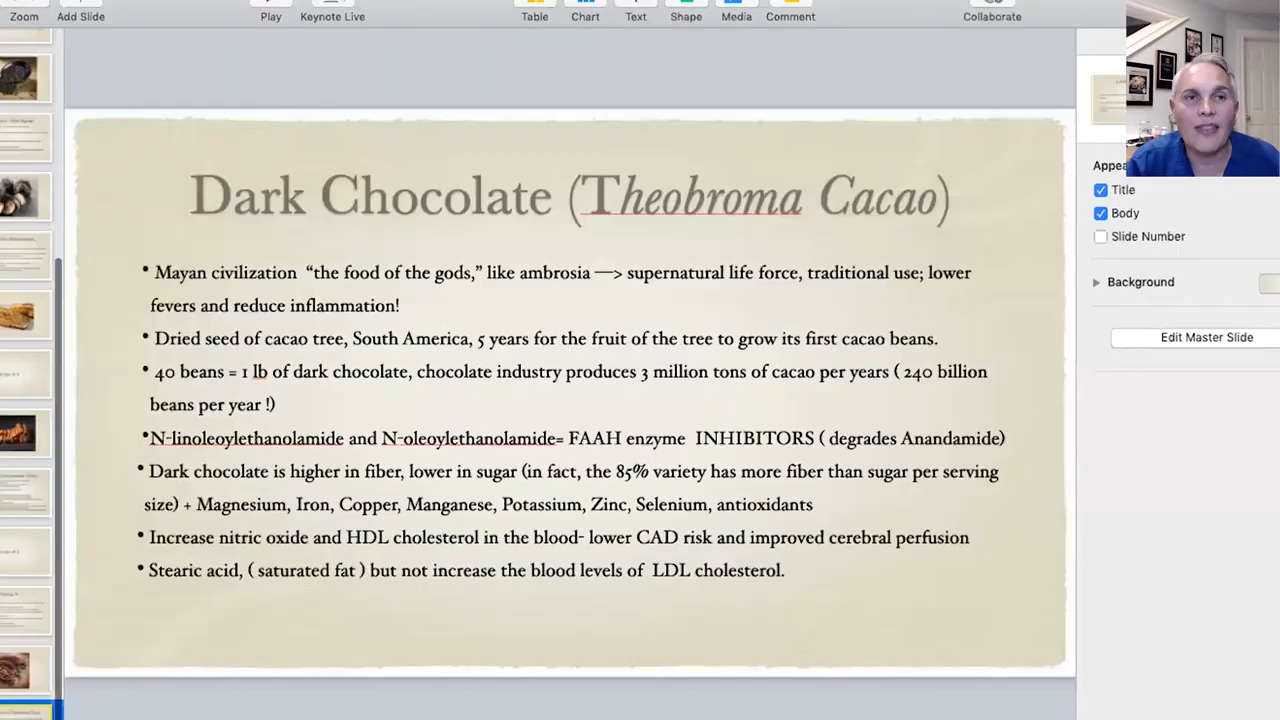 Zoom
Add Slide
Play
Keynote Live
Table
Chart
Text
Shape
Media
Comment
Collaborate
Dark Chocolate (Theobroma Cacao)
• Mayan civilization “the food of the gods,” like ambrosia —> supernatural life force, traditional use; lower
fevers and reduce inflammation!
• Dried seed of cacao tree, South America, 5 years for the fruit of the tree to grow its first cacao beans.
• 40 beans = 1 lb of dark chocolate, chocolate industry produces 3 million tons of cacao per years ( 240 billion
beans per year !)
•N-linoleoylethanolamide and N-oleoylethanolamide= FAAH enzyme INHIBITORS ( degrades Anandamide)
• Dark chocolate is higher in fiber, lower in sugar (in fact, the 85% variety has more fiber than sugar per serving
size) + Magnesium, Iron, Copper, Manganese, Potassium, Zinc, Selenium, antioxidants
• Increase nitric oxide and HDL cholesterol in the blood- lower CAD risk and improved cerebral perfusion
• Stearic acid, ( saturated fat ) but not increase the blood levels of LDL cholesterol.
Appe
Title
Body
Slide Number
Background
Edit Master Slide